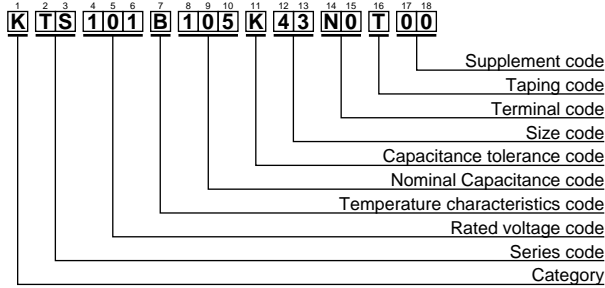 1 2 3 4 5 6 7 8 9 10 11 12 13 14 15 16 17 18
K T S 1 0 1 B 1 0 5 K 4 3 N 0 T 0 0
Supplement code
Taping code
Terminal code
Size code
Capacitance tolerance code
Nominal Capacitance code
Temperature characteristics code
Rated voltage code
Series code
Category